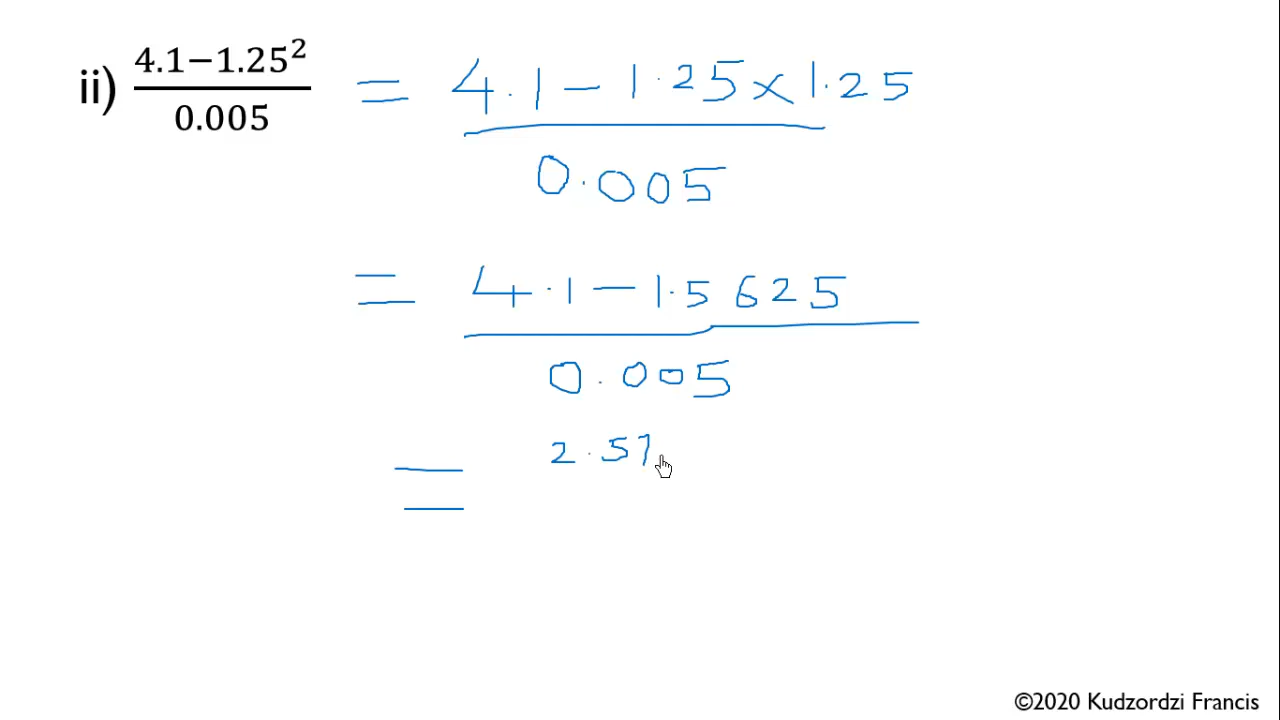 ii) 4.1−1.25² = 4.1 − 1.25 × 1.25
0.005 0.005
= 4.1 − 1.5625
0.005
= 2.51
©2020 Kudzordzi Francis